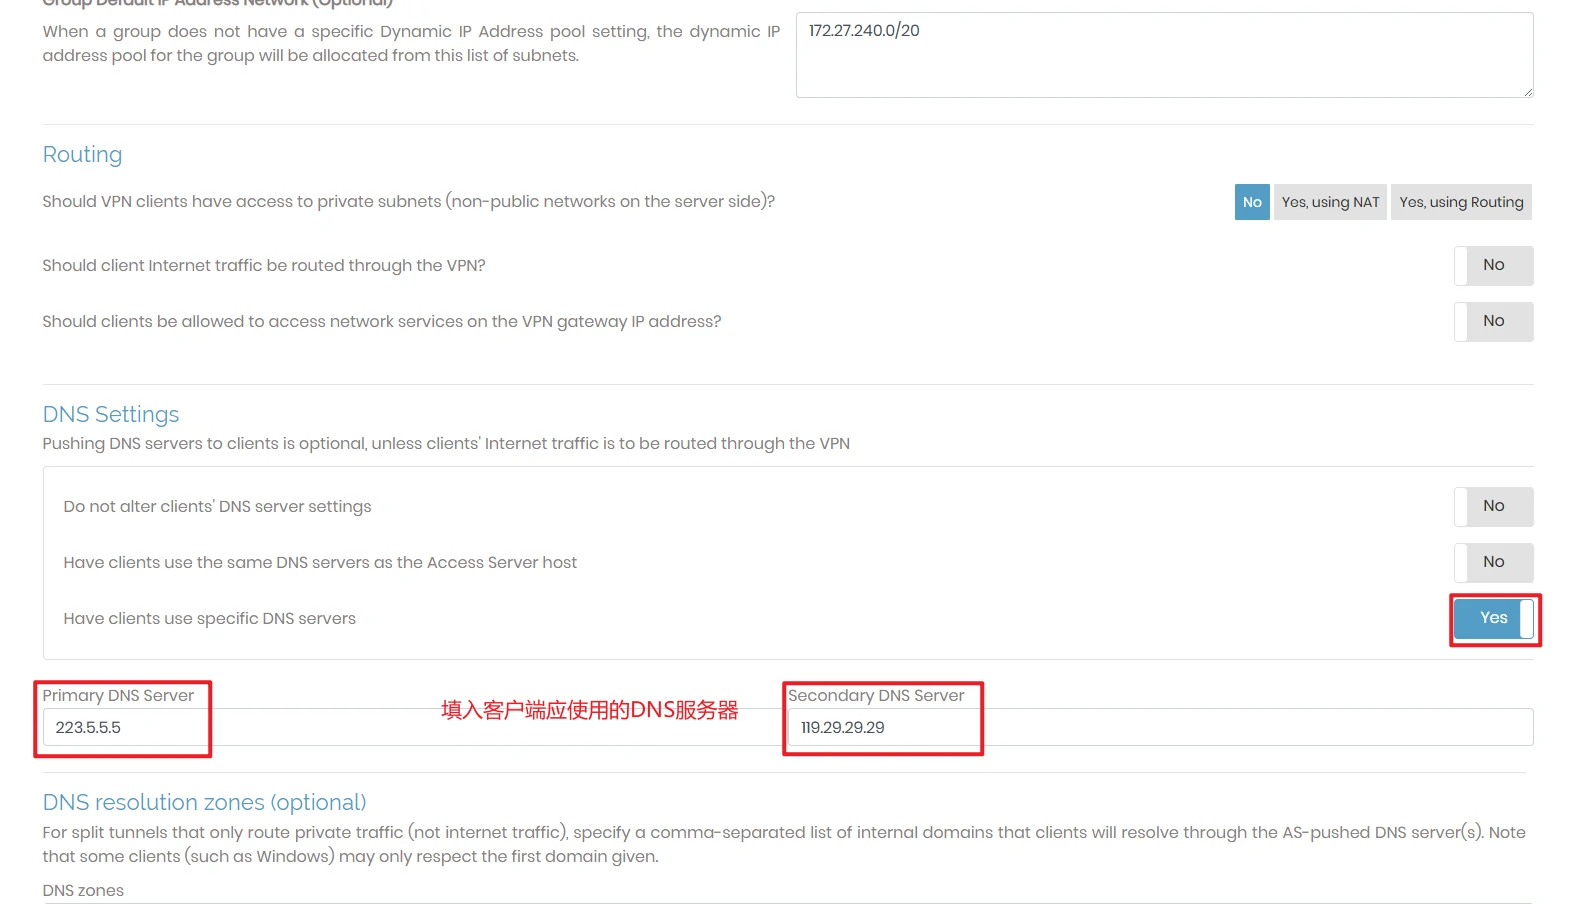 Group Default IP Address Network (Optional)
When a group does not have a specific Dynamic IP Address pool setting, the dynamic IP
address pool for the group will be allocated from this list of subnets.
172.27.240.0/20
Routing
Should VPN clients have access to private subnets (non-public networks on the server side)?
No
Yes, using NAT
Yes, using Routing
Should client Internet traffic be routed through the VPN?
No
Should clients be allowed to access network services on the VPN gateway IP address?
No
DNS Settings
Pushing DNS servers to clients is optional, unless clients' Internet traffic is to be routed through the VPN
Do not alter clients' DNS server settings
No
Have clients use the same DNS servers as the Access Server host
No
Have clients use specific DNS servers
Yes
Primary DNS Server
223.5.5.5
填入客户端应使用的DNS服务器
Secondary DNS Server
119.29.29.29
DNS resolution zones (optional)
For split tunnels that only route private traffic (not internet traffic), specify a comma-separated list of internal domains that clients will resolve through the AS-pushed DNS server(s). Note
that some clients (such as Windows) may only respect the first domain given.
DNS zones